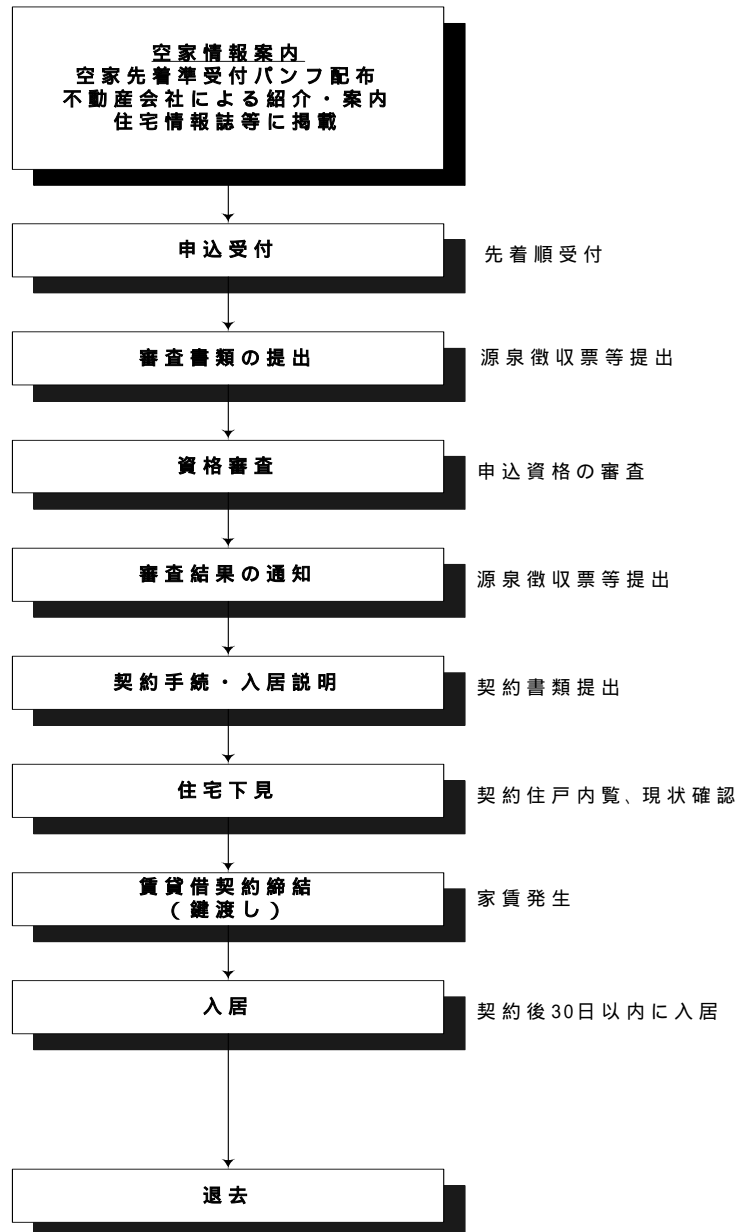 空家情報案内
空家先着準受付パンフ配布
不動産会社による紹介・案内
住宅情報誌等に掲載
申込受付
先着順受付
審査書類の提出
源泉徴収票等提出
資格審査
申込資格の審査
審査結果の通知
源泉徴収票等提出
契約手続・入居説明
契約書類提出
住宅下見
契約住戸内覧、現状確認
賃貸借契約締結
(鍵渡し)
家賃発生
入居
契約後30日以内に入居
退去